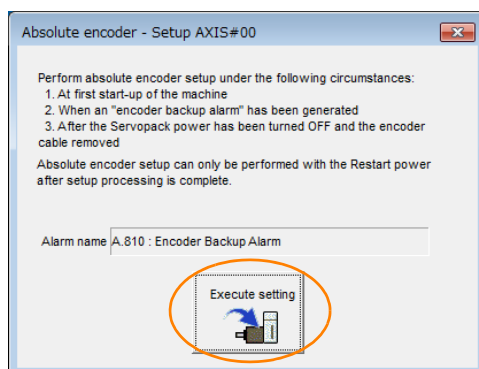 Absolute encoder - Setup AXIS#00
Perform absolute encoder setup under the following circumstances:
1. At first start-up of the machine
2. When an "encoder backup alarm" has been generated
3. After the Servopack power has been turned OFF and the encoder
cable removed
Absolute encoder setup can only be performed with the Restart power
after setup processing is complete.
Alarm name A.810 : Encoder Backup Alarm
Execute setting